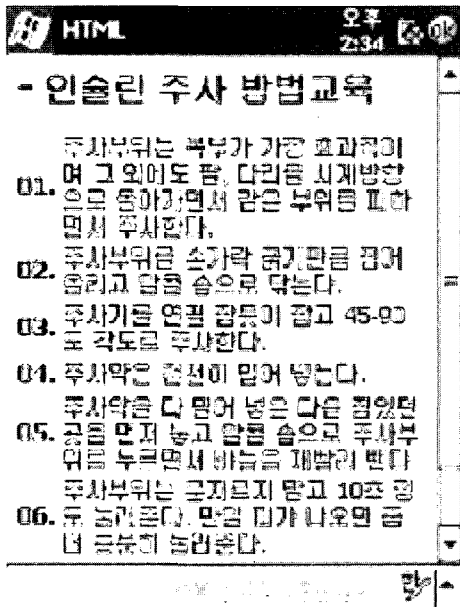 HTML 오후 2:34 ok
- 인슐린 주사 방법교육
주사부위는 복부가 가장 효과적이
01. 며 그 외에도 팔, 다리를 시계방향
으로 돌아가면서 같은 부위를 피하
면서 주사한다.
02. 주사부위를 손가락 굵기만큼 집어
올리고 알콜 솜으로 닦는다.
03. 주사기를 연필 잡듯이 잡고 45-90
도 각도로 주사한다.
04. 주사약은 천천히 밀어 넣는다.
주사약을 다 밀어 넣은 다음 집었던
05. 곳을 먼저 놓고 알콜 솜으로 주사부
위를 누르면서 바늘을 재빨리 뺀다
주사부위는 문지르지 말고 10초 정
06. 도 눌러준다. 만일 피가 나오면 좀
더 충분히 눌러준다.